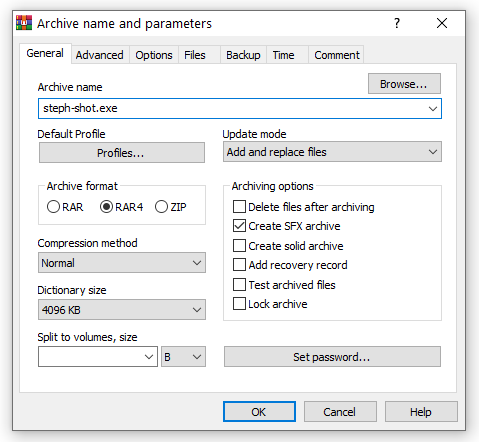 Archive name and parameters
General Advanced Options Files Backup Time Comment
Archive name
Browse...
steph-shot.exe
Default Profile
Profiles...
Update mode
Add and replace files
Archive format
RAR RAR4 ZIP
Compression method
Normal
Dictionary size
4096 KB
Split to volumes, size
B
Archiving options
Delete files after archiving
Create SFX archive
Create solid archive
Add recovery record
Test archived files
Lock archive
Set password...
OK Cancel Help